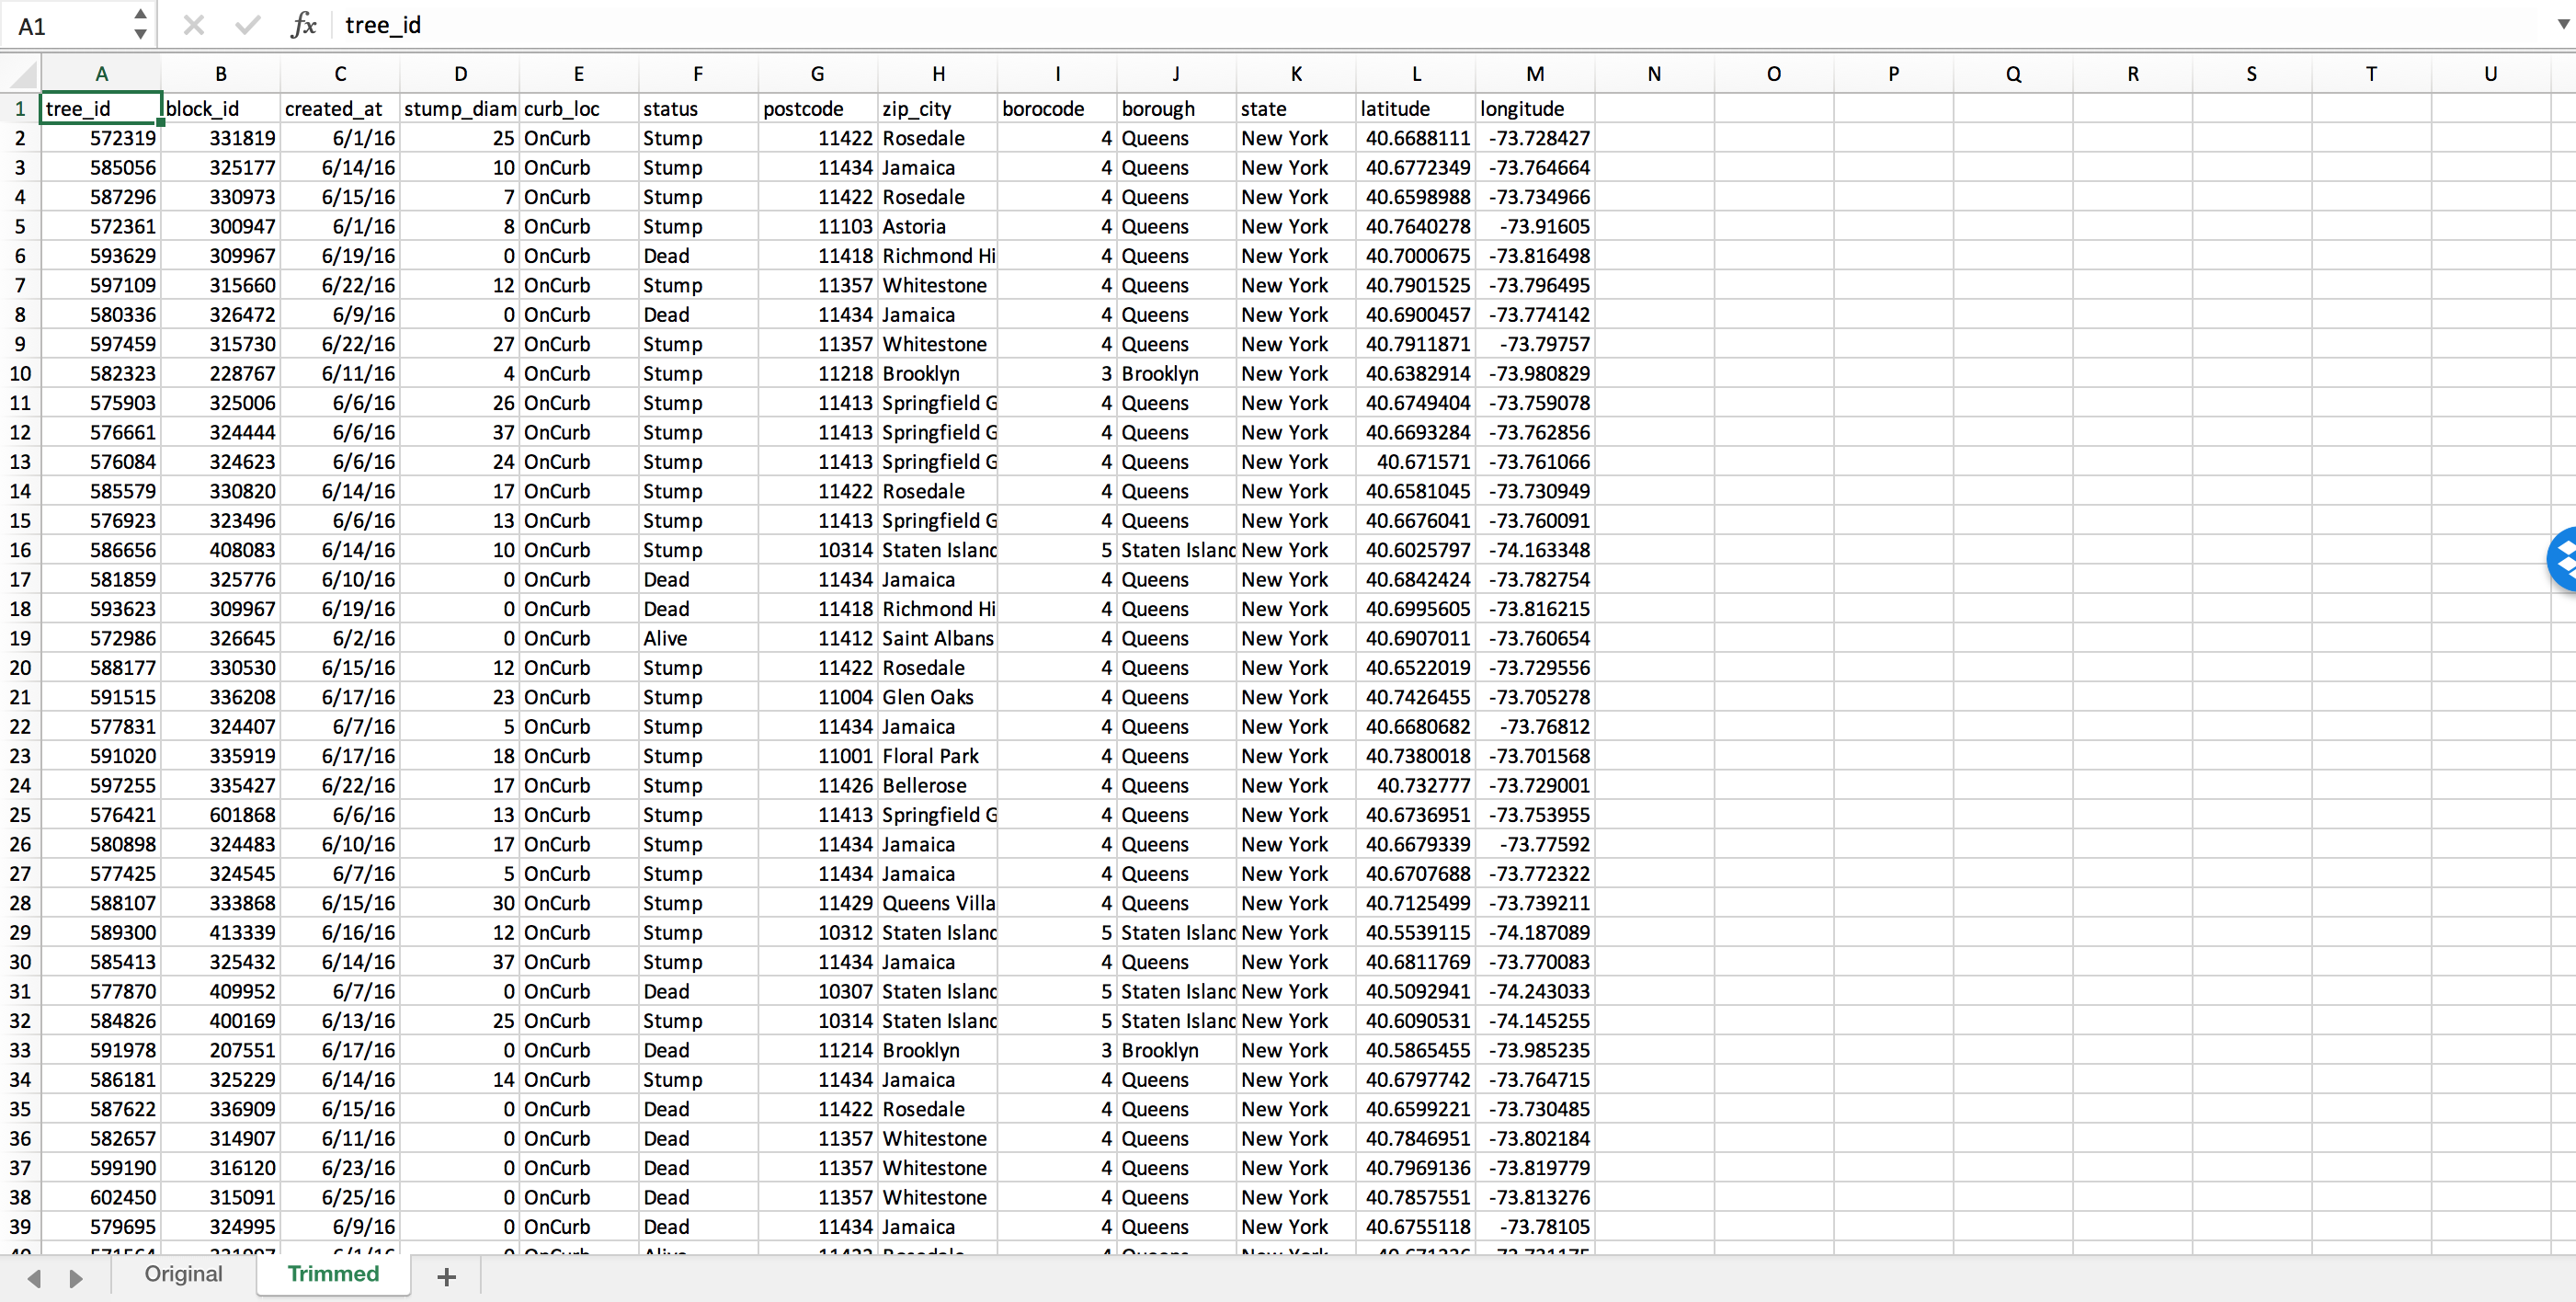 A1 fx tree_id
A B C D E F G H I J K L M N O P Q R S T U
1 tree_id block_id created_at stump_diam curb_loc status postcode zip_city borocode borough state latitude longitude
2 572319 331819 6/1/16 25 OnCurb Stump 11422 Rosedale 4 Queens New York 40.6688111 -73.728427
3 585056 325177 6/14/16 10 OnCurb Stump 11434 Jamaica 4 Queens New York 40.6772349 -73.764664
4 587296 330973 6/15/16 7 OnCurb Stump 11422 Rosedale 4 Queens New York 40.6598988 -73.734966
5 572361 300947 6/1/16 8 OnCurb Stump 11103 Astoria 4 Queens New York 40.7640278 -73.91605
6 593629 309967 6/19/16 0 OnCurb Dead 11418 Richmond Hi 4 Queens New York 40.7000675 -73.816498
7 597109 315660 6/22/16 12 OnCurb Stump 11357 Whitestone 4 Queens New York 40.7901525 -73.796495
8 580336 326472 6/9/16 0 OnCurb Dead 11434 Jamaica 4 Queens New York 40.6900457 -73.774142
9 597459 315730 6/22/16 27 OnCurb Stump 11357 Whitestone 4 Queens New York 40.7911871 -73.79757
10 582323 228767 6/11/16 4 OnCurb Stump 11218 Brooklyn 3 Brooklyn New York 40.6382914 -73.980829
11 575903 325006 6/6/16 26 OnCurb Stump 11413 Springfield G 4 Queens New York 40.6749404 -73.759078
12 576661 324444 6/6/16 37 OnCurb Stump 11413 Springfield G 4 Queens New York 40.6693284 -73.762856
13 576084 324623 6/6/16 24 OnCurb Stump 11413 Springfield G 4 Queens New York 40.671571 -73.761066
14 585579 330820 6/14/16 17 OnCurb Stump 11422 Rosedale 4 Queens New York 40.6581045 -73.730949
15 576923 323496 6/6/16 13 OnCurb Stump 11413 Springfield G 4 Queens New York 40.6676041 -73.760091
16 586656 408083 6/14/16 10 OnCurb Stump 10314 Staten Island 5 Staten Island New York 40.6025797 -74.163348
17 581859 325776 6/10/16 0 OnCurb Dead 11434 Jamaica 4 Queens New York 40.6842424 -73.782754
18 593623 309967 6/19/16 0 OnCurb Dead 11418 Richmond Hi 4 Queens New York 40.6995605 -73.816215
19 572986 326645 6/2/16 0 OnCurb Alive 11412 Saint Albans 4 Queens New York 40.6907011 -73.760654
20 588177 330530 6/15/16 12 OnCurb Stump 11422 Rosedale 4 Queens New York 40.6522019 -73.729556
21 591515 336208 6/17/16 23 OnCurb Stump 11004 Glen Oaks 4 Queens New York 40.7426455 -73.705278
22 577831 324407 6/7/16 5 OnCurb Stump 11434 Jamaica 4 Queens New York 40.6680682 -73.76812
23 591020 335919 6/17/16 18 OnCurb Stump 11001 Floral Park 4 Queens New York 40.7380018 -73.701568
24 597255 335427 6/22/16 17 OnCurb Stump 11426 Bellerose 4 Queens New York 40.732777 -73.729001
25 576421 601868 6/6/16 13 OnCurb Stump 11413 Springfield G 4 Queens New York 40.6736951 -73.753955
26 580898 324483 6/10/16 17 OnCurb Stump 11434 Jamaica 4 Queens New York 40.6679339 -73.77592
27 577425 324545 6/7/16 5 OnCurb Stump 11434 Jamaica 4 Queens New York 40.6707688 -73.772322
28 588107 333868 6/15/16 30 OnCurb Stump 11429 Queens Villa 4 Queens New York 40.7125499 -73.739211
29 589300 413339 6/16/16 12 OnCurb Stump 10312 Staten Island 5 Staten Island New York 40.5539115 -74.187089
30 585413 325432 6/14/16 37 OnCurb Stump 11434 Jamaica 4 Queens New York 40.6811769 -73.770083
31 577870 409952 6/7/16 0 OnCurb Dead 10307 Staten Island 5 Staten Island New York 40.5092941 -74.243033
32 584826 400169 6/13/16 25 OnCurb Stump 10314 Staten Island 5 Staten Island New York 40.6090531 -74.145255
33 591978 207551 6/17/16 0 OnCurb Dead 11214 Brooklyn 3 Brooklyn New York 40.5865455 -73.985235
34 586181 325229 6/14/16 14 OnCurb Stump 11434 Jamaica 4 Queens New York 40.6797742 -73.764715
35 587622 336909 6/15/16 0 OnCurb Dead 11422 Rosedale 4 Queens New York 40.6599221 -73.730485
36 582657 314907 6/11/16 0 OnCurb Dead 11357 Whitestone 4 Queens New York 40.7846951 -73.802184
37 599190 316120 6/23/16 0 OnCurb Dead 11357 Whitestone 4 Queens New York 40.7969136 -73.819779
38 602450 315091 6/25/16 0 OnCurb Dead 11357 Whitestone 4 Queens New York 40.7857551 -73.813276
39 579695 324995 6/9/16 0 OnCurb Dead 11434 Jamaica 4 Queens New York 40.6755118 -73.78105
Original Trimmed +